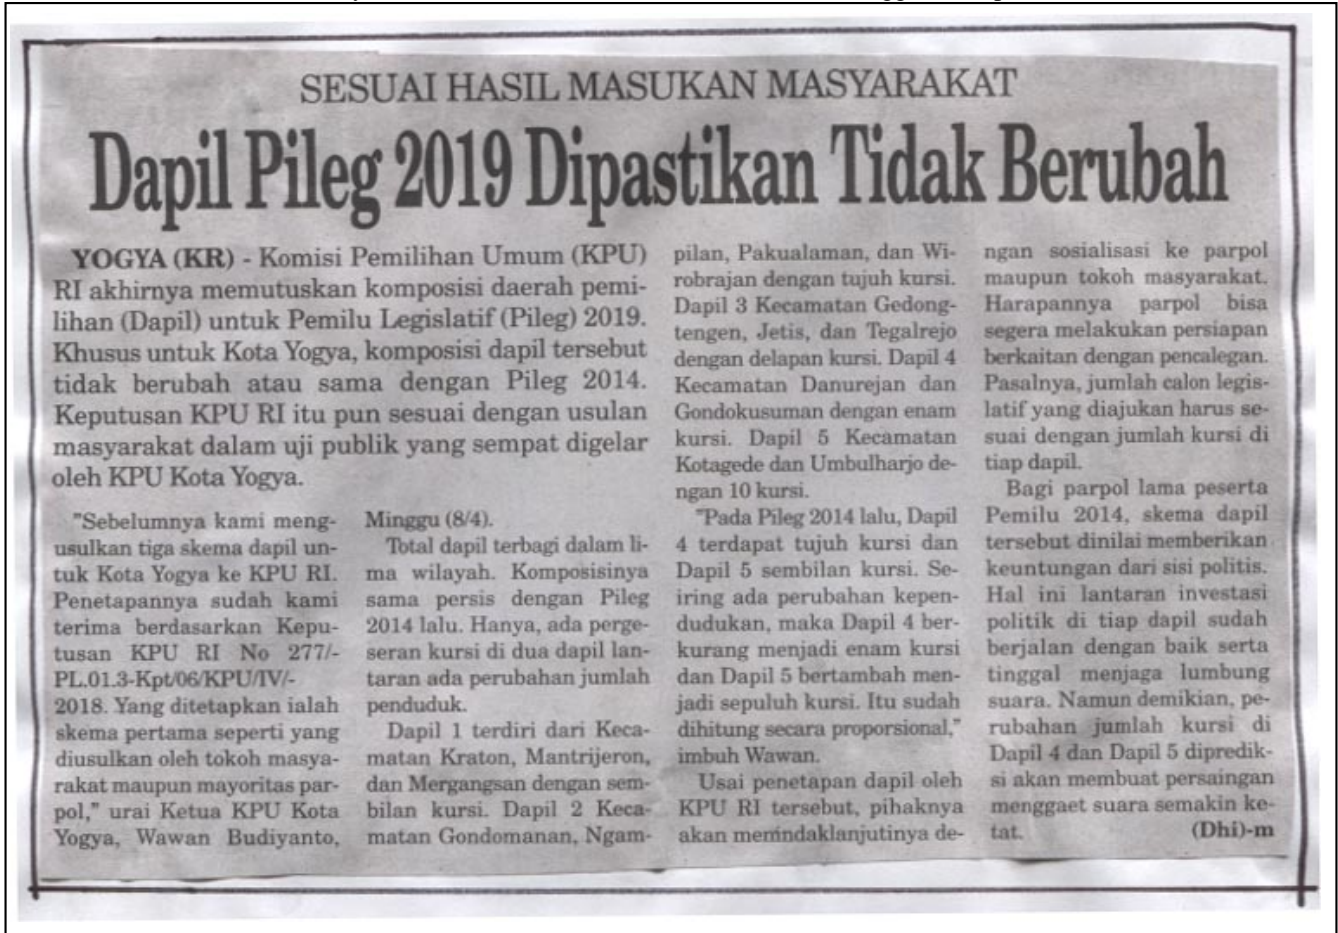 SESUAI HASIL MASUKAN MASYARAKAT
Dapil Pileg 2019 Dipastikan Tidak Berubah
YOGYA (KR) - Komisi Pemilihan Umum (KPU)
RI akhirnya memutuskan komposisi daerah pemi-
lihan (Dapil) untuk Pemilu Legislatif (Pileg) 2019.
Khusus untuk Kota Yogya, komposisi dapil tersebut
tidak berubah atau sama dengan Pileg 2014.
Keputusan KPU RI itu pun sesuai dengan usulan
masyarakat dalam uji publik yang sempat digelar
oleh KPU Kota Yogya.
"Sebelumnya kami meng-
usulkan tiga skema dapil un-
tuk Kota Yogya ke KPU RI.
Penetapannya sudah kami
terima berdasarkan Kepu-
tusan KPU RI No 277/-
PL.01.3-Kpt/06/KPU/IV/-
2018. Yang ditetapkan ialah
skema pertama seperti yang
diusulkan oleh tokoh masya-
rakat maupun mayoritas par-
pol," urai Ketua KPU Kota
Yogya, Wawan Budiyanto,
Minggu (8/4).
Total dapil terbagi dalam li-
ma wilayah. Komposisinya
sama persis dengan Pileg
2014 lalu. Hanya, ada perge-
seran kursi di dua dapil lan-
taran ada perubahan jumlah
penduduk.
Dapil 1 terdiri dari Keca-
matan Kraton, Mantrijeron,
dan Mergangsan dengan sem-
bilan kursi. Dapil 2 Keca-
matan Gondomanan, Ngam-
pilan, Pakualaman, dan Wi-
robrajan dengan tujuh kursi.
Dapil 3 Kecamatan Gedong-
tengen, Jetis, dan Tegalrejo
dengan delapan kursi. Dapil 4
Kecamatan Danurejan dan
Gondokusuman dengan enam
kursi. Dapil 5 Kecamatan
Kotagede dan Umbulharjo de-
ngan 10 kursi.
"Pada Pileg 2014 lalu, Dapil
4 terdapat tujuh kursi dan
Dapil 5 sembilan kursi. Se-
iring ada perubahan kepen-
dudukan, maka Dapil 4 ber-
kurang menjadi enam kursi
dan Dapil 5 bertambah men-
jadi sepuluh kursi. Itu sudah
dihitung secara proporsional,"
imbuh Wawan.
Usai penetapan dapil oleh
KPU RI tersebut, pihaknya
akan menindaklanjutinya de-
ngan sosialisasi ke parpol
maupun tokoh masyarakat.
Harapannya parpol bisa
segera melakukan persiapan
berkaitan dengan pencalegan.
Pasalnya, jumlah calon legis-
latif yang diajukan harus se-
suai dengan jumlah kursi di
tiap dapil.
Bagi parpol lama peserta
Pemilu 2014, skema dapil
tersebut dinilai memberikan
keuntungan dari sisi politis.
Hal ini lantaran investasi
politik di tiap dapil sudah
berjalan dengan baik serta
tinggal menjaga lumbung
suara. Namun demikian, pe-
rubahan jumlah kursi di
Dapil 4 dan Dapil 5 dipredik-
si akan membuat persaingan
menggaet suara semakin ke-
tat. (Dhi)-m